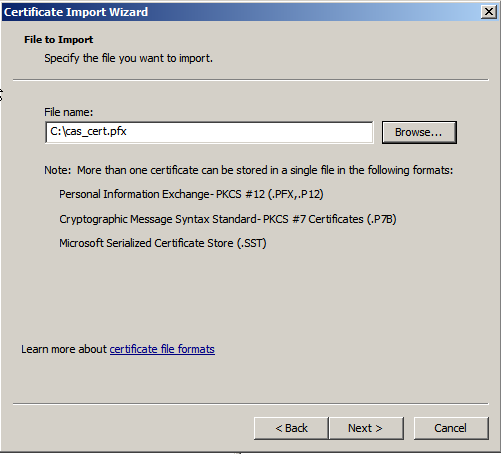 Certificate Import Wizard
File to Import
Specify the file you want to import.
File name:
C:\cas_cert.pfx
Browse...
Note:  More than one certificate can be stored in a single file in the following formats:
Personal Information Exchange- PKCS #12 (.PFX,.P12)
Cryptographic Message Syntax Standard- PKCS #7 Certificates (.P7B)
Microsoft Serialized Certificate Store (.SST)
Learn more about certificate file formats
< Back
Next >
Cancel